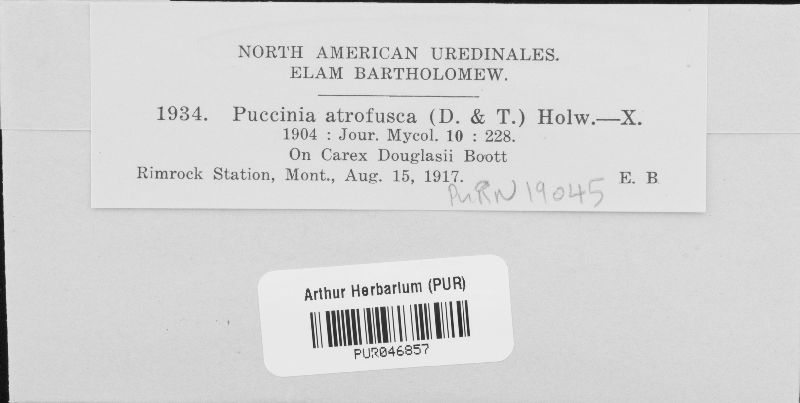 NORTH AMERICAN UREDINALES.
ELAM BARTHOLOMEW.
1934. Puccinia atrofusca (D. & T.) Holw.—X.
1904 : Jour. Mycol. 10 : 228.
On Carex Douglasii Boott
Rimrock Station, Mont., Aug. 15, 1917. E. B
PURN 19045
Arthur Herbarium (PUR)
PUR046857